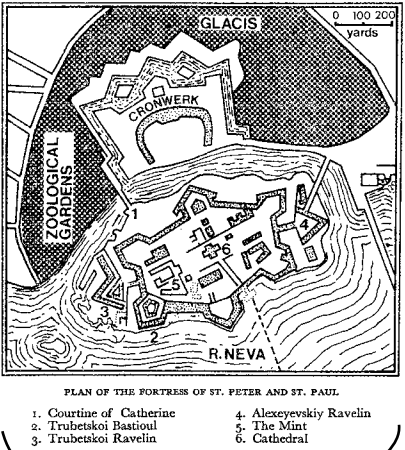 GLACIS
0 100 200
yards
CRONWERK
ZOOLOGICAL
GARDENS
1
6
4
5
3
2
R. NEVA
PLAN OF THE FORTRESS OF ST. PETER AND ST. PAUL
1. Courtine of Catherine
2. Trubetskoi Bastioul
3. Trubetskoi Ravelin
4. Alexeyevskiy Ravelin
5. The Mint
6. Cathedral